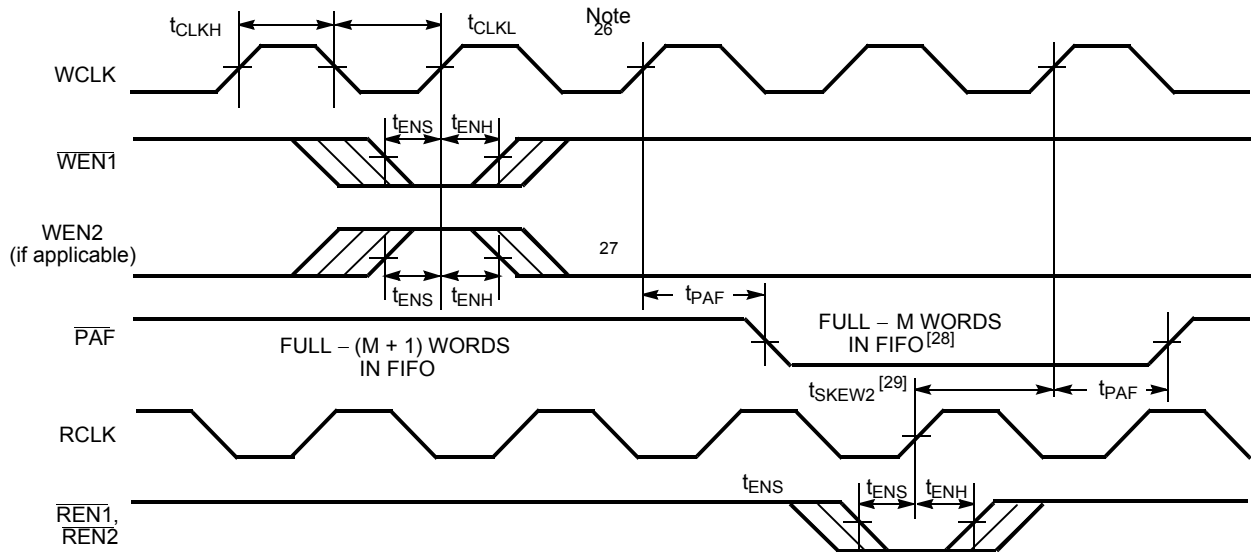 tCLKH
tCLKL
Note
26
WCLK
tENS
tENH
WEN1
WEN2
(if applicable)
27
tENS
tENH
tPAF
PAF
FULL – (M + 1) WORDS
IN FIFO
FULL – M WORDS
IN FIFO[28]
tSKEW2 [29]
tPAF
RCLK
tENS
tENS
tENH
REN1,
REN2